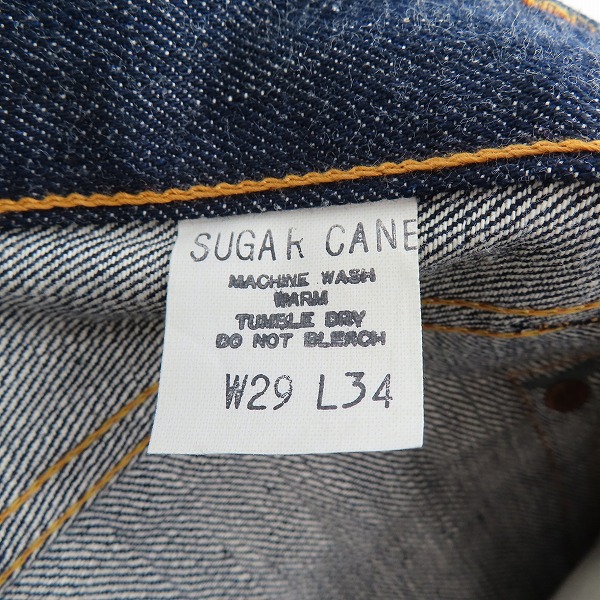 SUGAR CANE
MACHINE WASH
WARM
TUMBLE DRY
DO NOT BLEACH
W29 L34